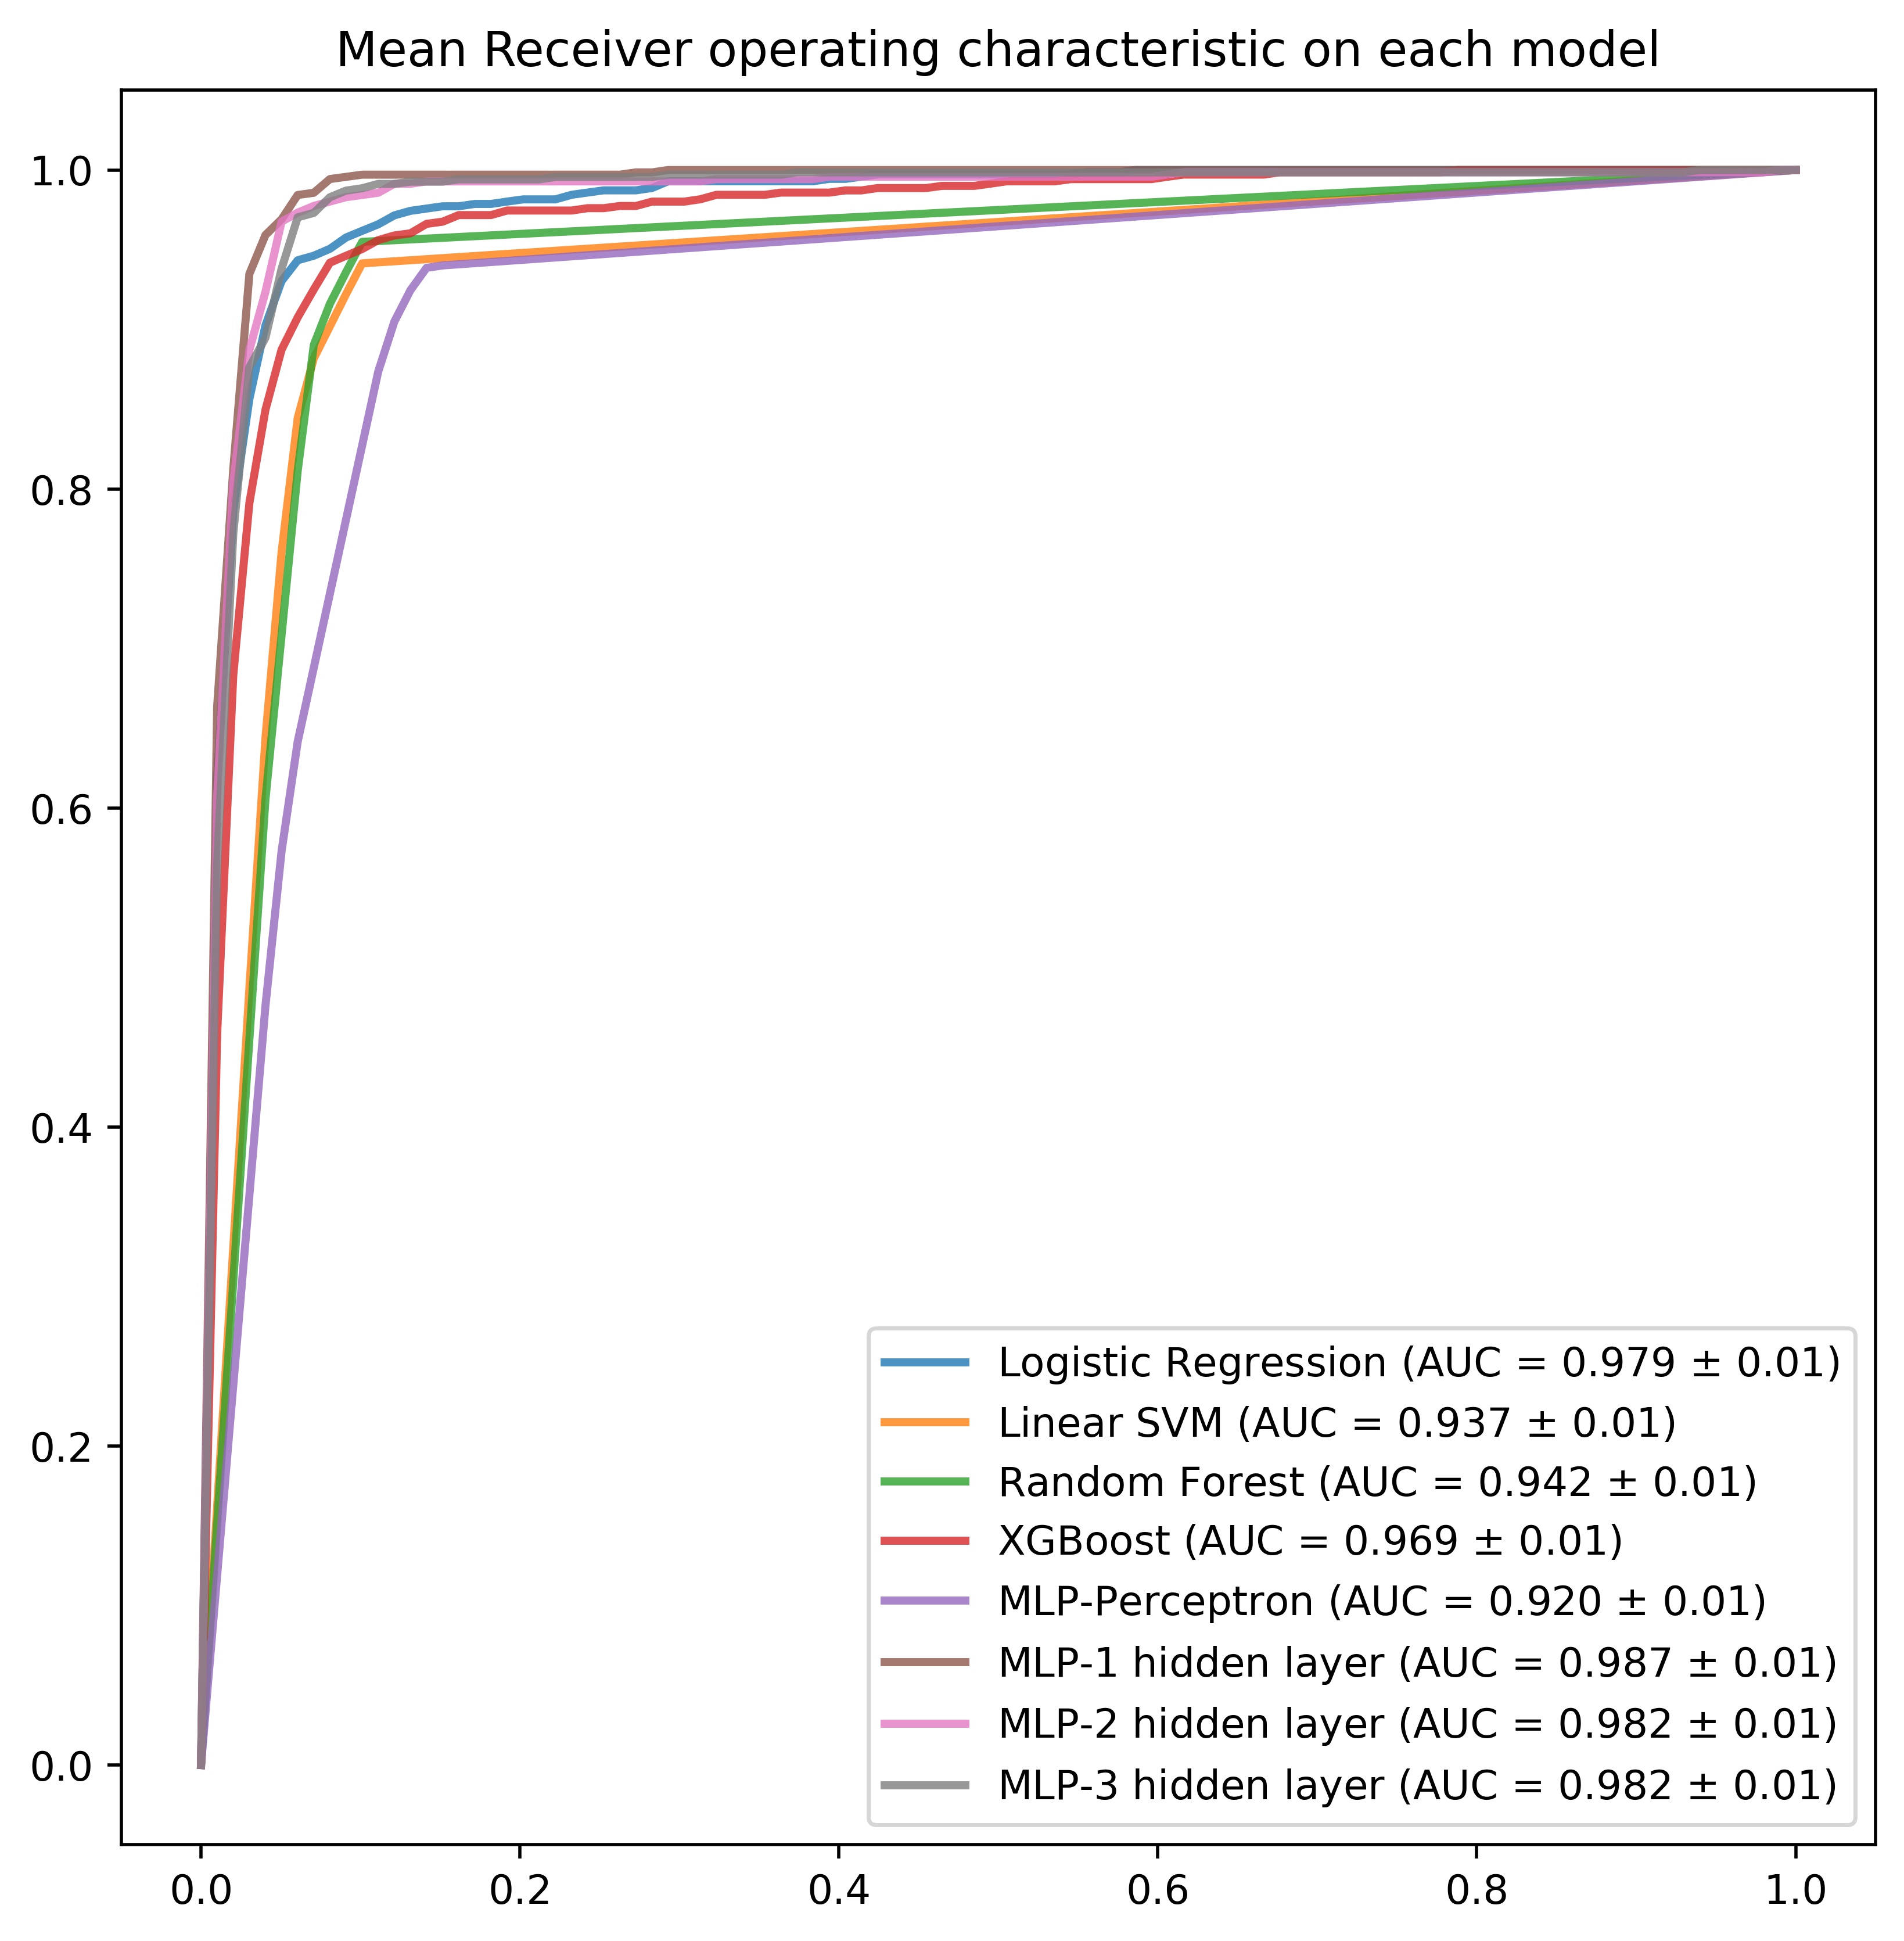 Mean Receiver operating characteristic on each model
1.0
0.8
0.6
0.4
0.2
0.0
Logistic Regression (AUC = 0.979 ± 0.01)
Linear SVM (AUC = 0.937 ± 0.01)
Random Forest (AUC = 0.942 ± 0.01)
XGBoost (AUC = 0.969 ± 0.01)
MLP-Perceptron (AUC = 0.920 ± 0.01)
MLP-1 hidden layer (AUC = 0.987 ± 0.01)
MLP-2 hidden layer (AUC = 0.982 ± 0.01)
MLP-3 hidden layer (AUC = 0.982 ± 0.01)
0.0 0.2 0.4 0.6 0.8 1.0